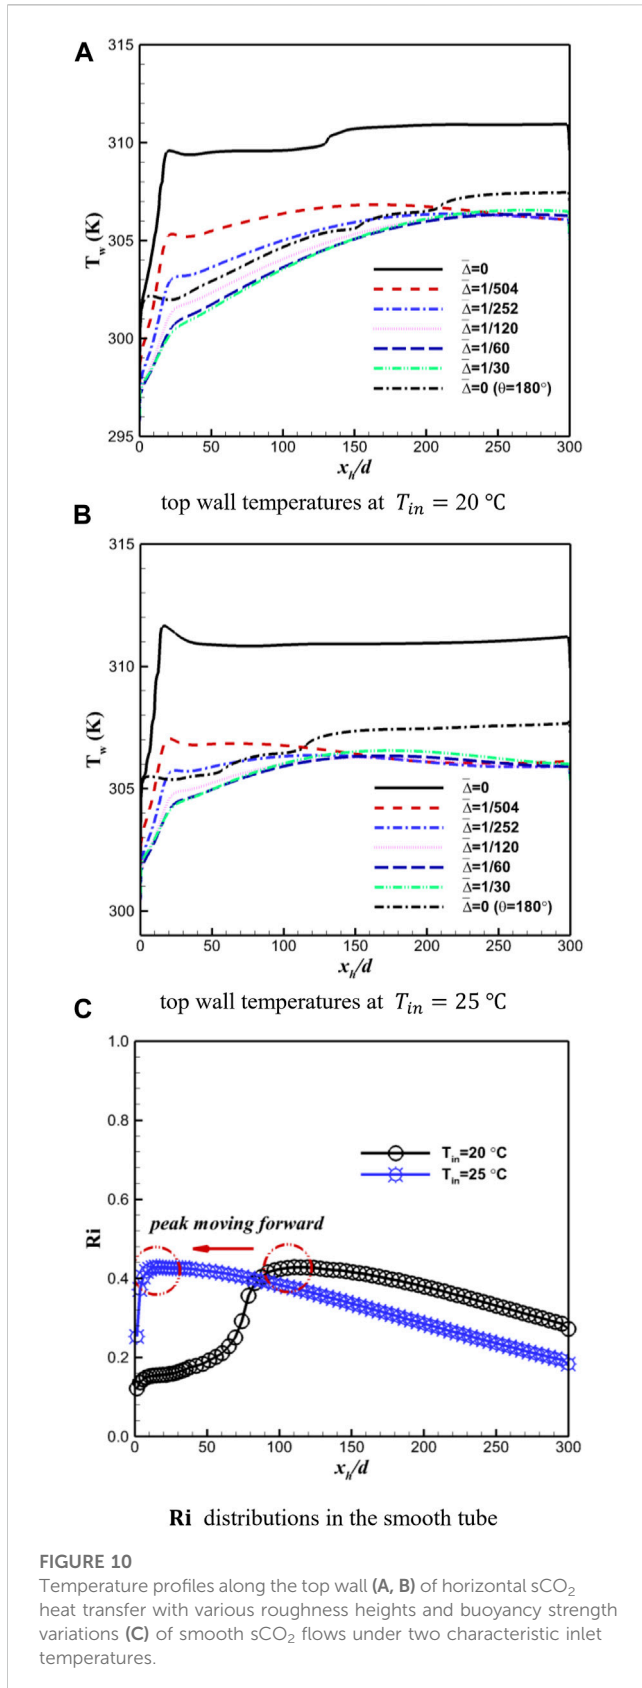 A
315
310
305
300
295
T_w (K)
Δ̅=0
Δ̅=1/504
Δ̅=1/252
Δ̅=1/120
Δ̅=1/60
Δ̅=1/30
Δ̅=0 (θ=180°)
0 50 100 150 200 250 300
x_h/d
top wall temperatures at T_in = 20 °C
B
315
310
305
300
T_w (K)
Δ̅=0
Δ̅=1/504
Δ̅=1/252
Δ̅=1/120
Δ̅=1/60
Δ̅=1/30
Δ̅=0 (θ=180°)
0 50 100 150 200 250 300
x_h/d
top wall temperatures at T_in = 25 °C
C
1.0
0.8
0.6
0.4
0.2
0.0
Ri
T_in=20 °C
T_in=25 °C
peak moving forward
0 50 100 150 200 250 300
x_h/d
Ri distributions in the smooth tube
FIGURE 10
Temperature profiles along the top wall (A, B) of horizontal sCO₂
heat transfer with various roughness heights and buoyancy strength
variations (C) of smooth sCO₂ flows under two characteristic inlet
temperatures.